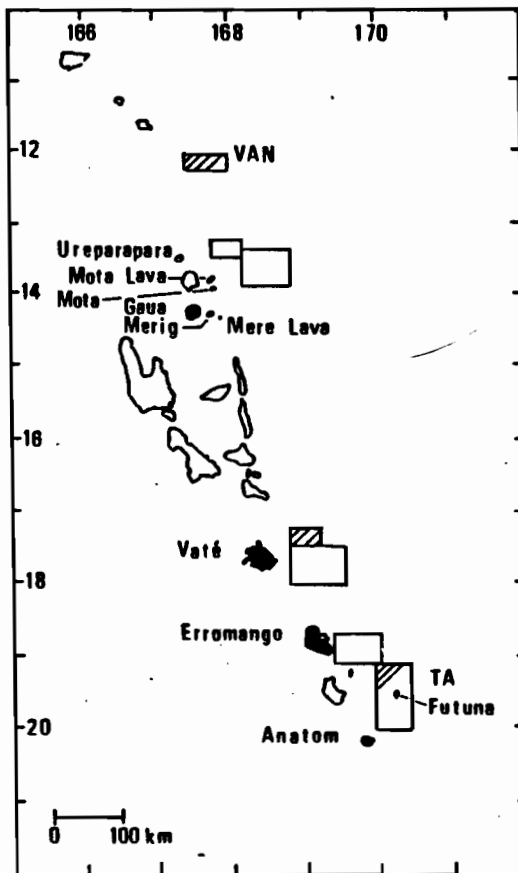 166 168 170
12
VAN
Ureparapara
Mota Lava
14
Mota
Gaua
Merig
Mere Lava
16
Vaté
18
Erromango
TA
Futuna
Anatom
20
0 100
km